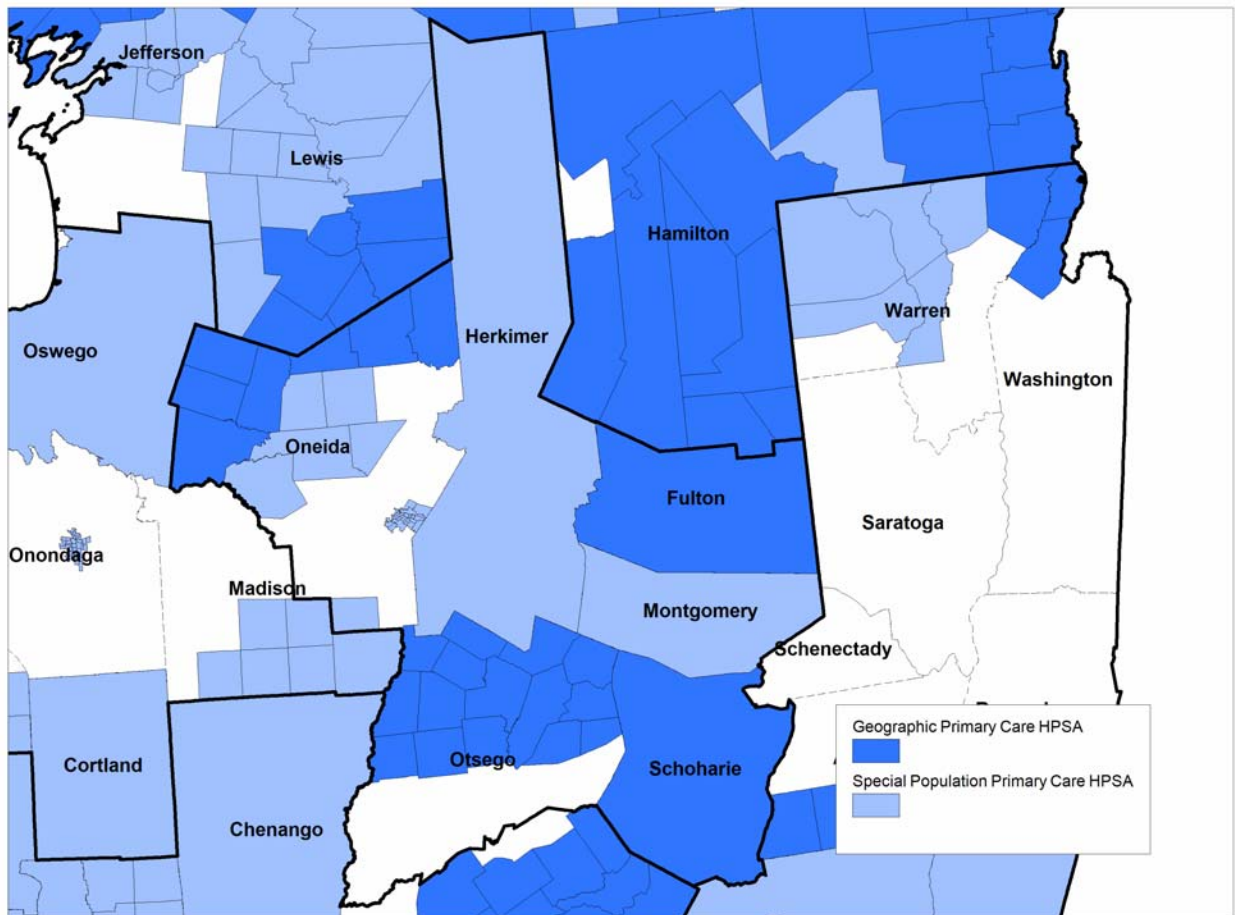 Jefferson
Lewis
Hamilton
Warren
Herkimer
Oswego
Washington
Oneida
Fulton
Saratoga
Onondaga
Madison
Montgomery
Schenectady
Geographic Primary Care HPSA
Otsego
Cortland
Schoharie
Special Population Primary Care HPSA
Chenango